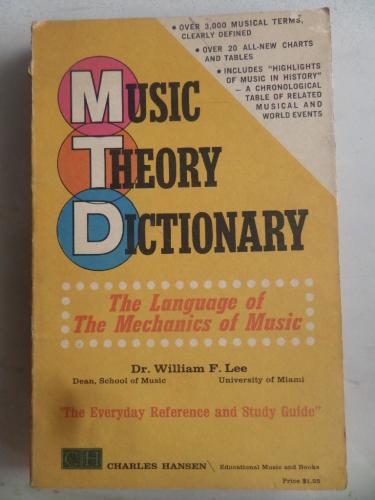 • OVER 3,000 MUSICAL TERMS,
CLEARLY DEFINED
• OVER 20 ALL-NEW CHARTS
AND TABLES
• INCLUDES "HIGHLIGHTS
OF MUSIC IN HISTORY"
— A CHRONOLOGICAL
TABLE OF RELATED
MUSICAL AND
WORLD EVENTS
MUSIC
THEORY
DICTIONARY
The Language of
The Mechanics of Music
Dr. William F. Lee
Dean, School of Music University of Miami
"The Everyday Reference and Study Guide"
CH CHARLES HANSEN Educational Music and Books
Price $1.95